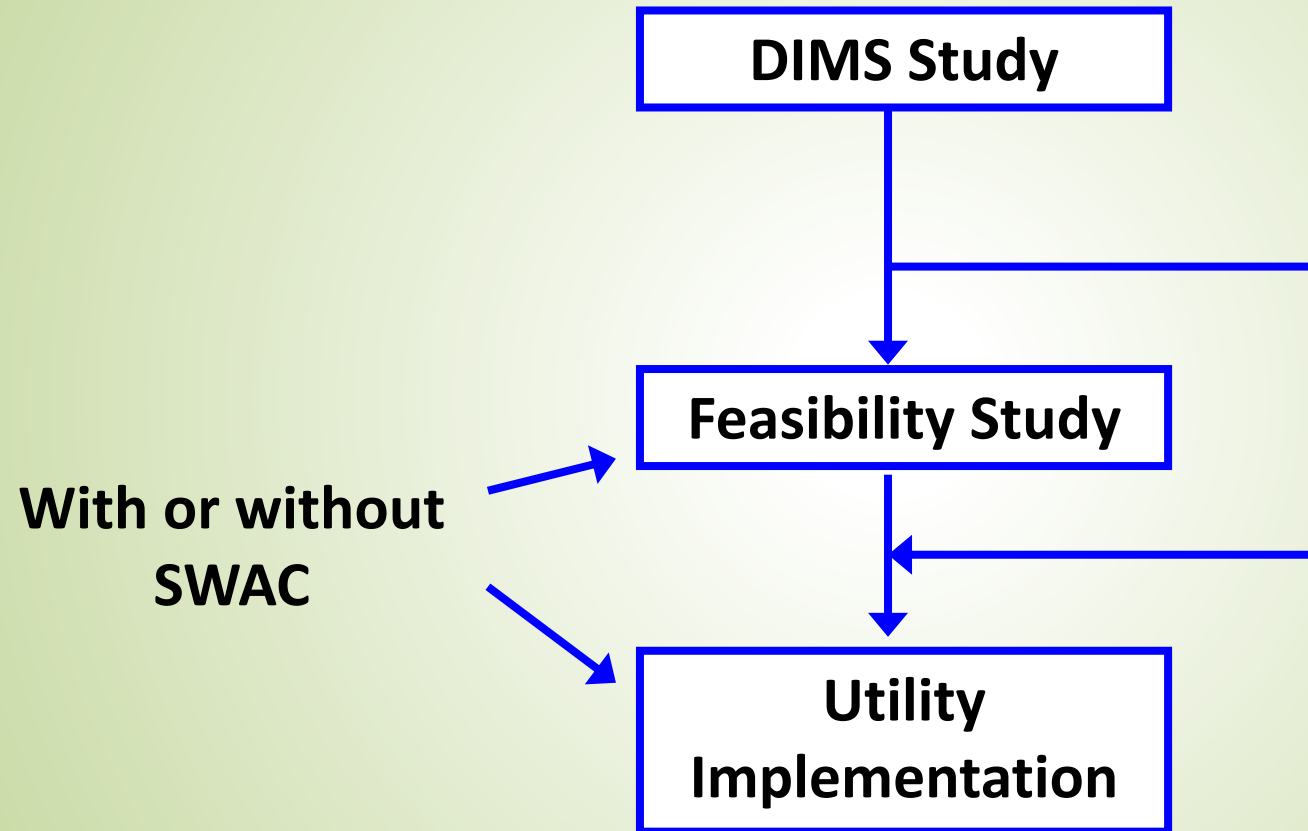 DIMS Study
Feasibility Study
With or without
SWAC
Utility
Implementation